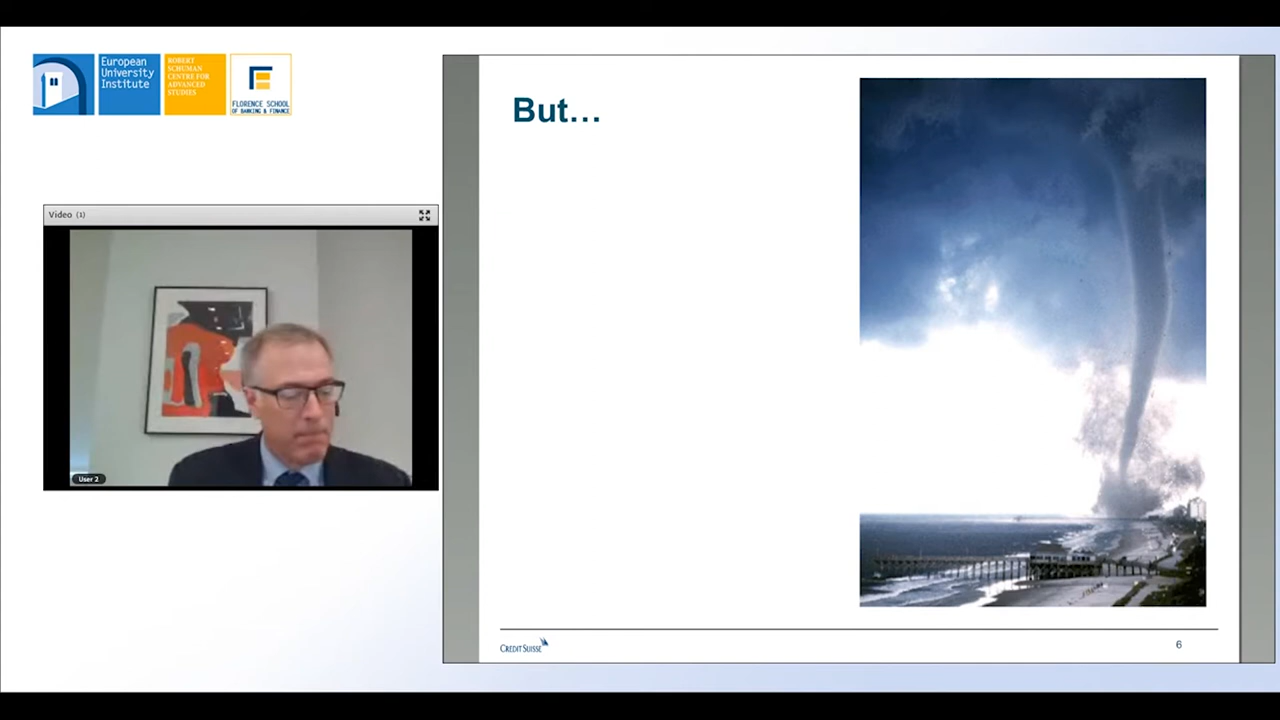 European
University
Institute
ROBERT
SCHUMAN
CENTRE FOR
ADVANCED
STUDIES
FLORENCE SCHOOL
OF BANKING & FINANCE
But...
Video (1)
User 2
CREDIT SUISSE
6